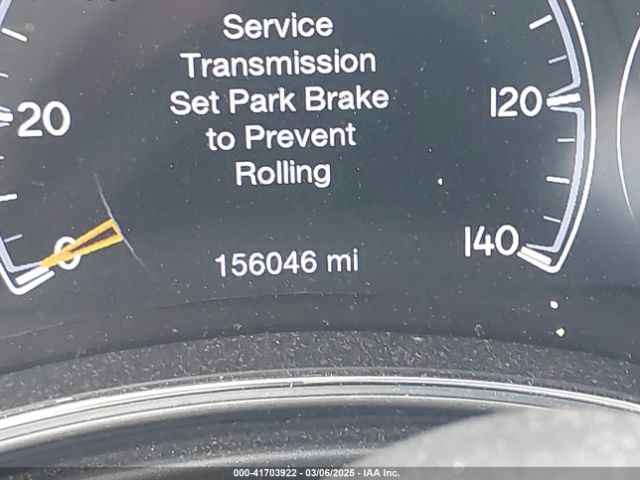 Service
Transmission
Set Park Brake
to Prevent
Rolling
20
120
0
140
156046 mi
000-41703922 - 03/06/2025 - IAA Inc.